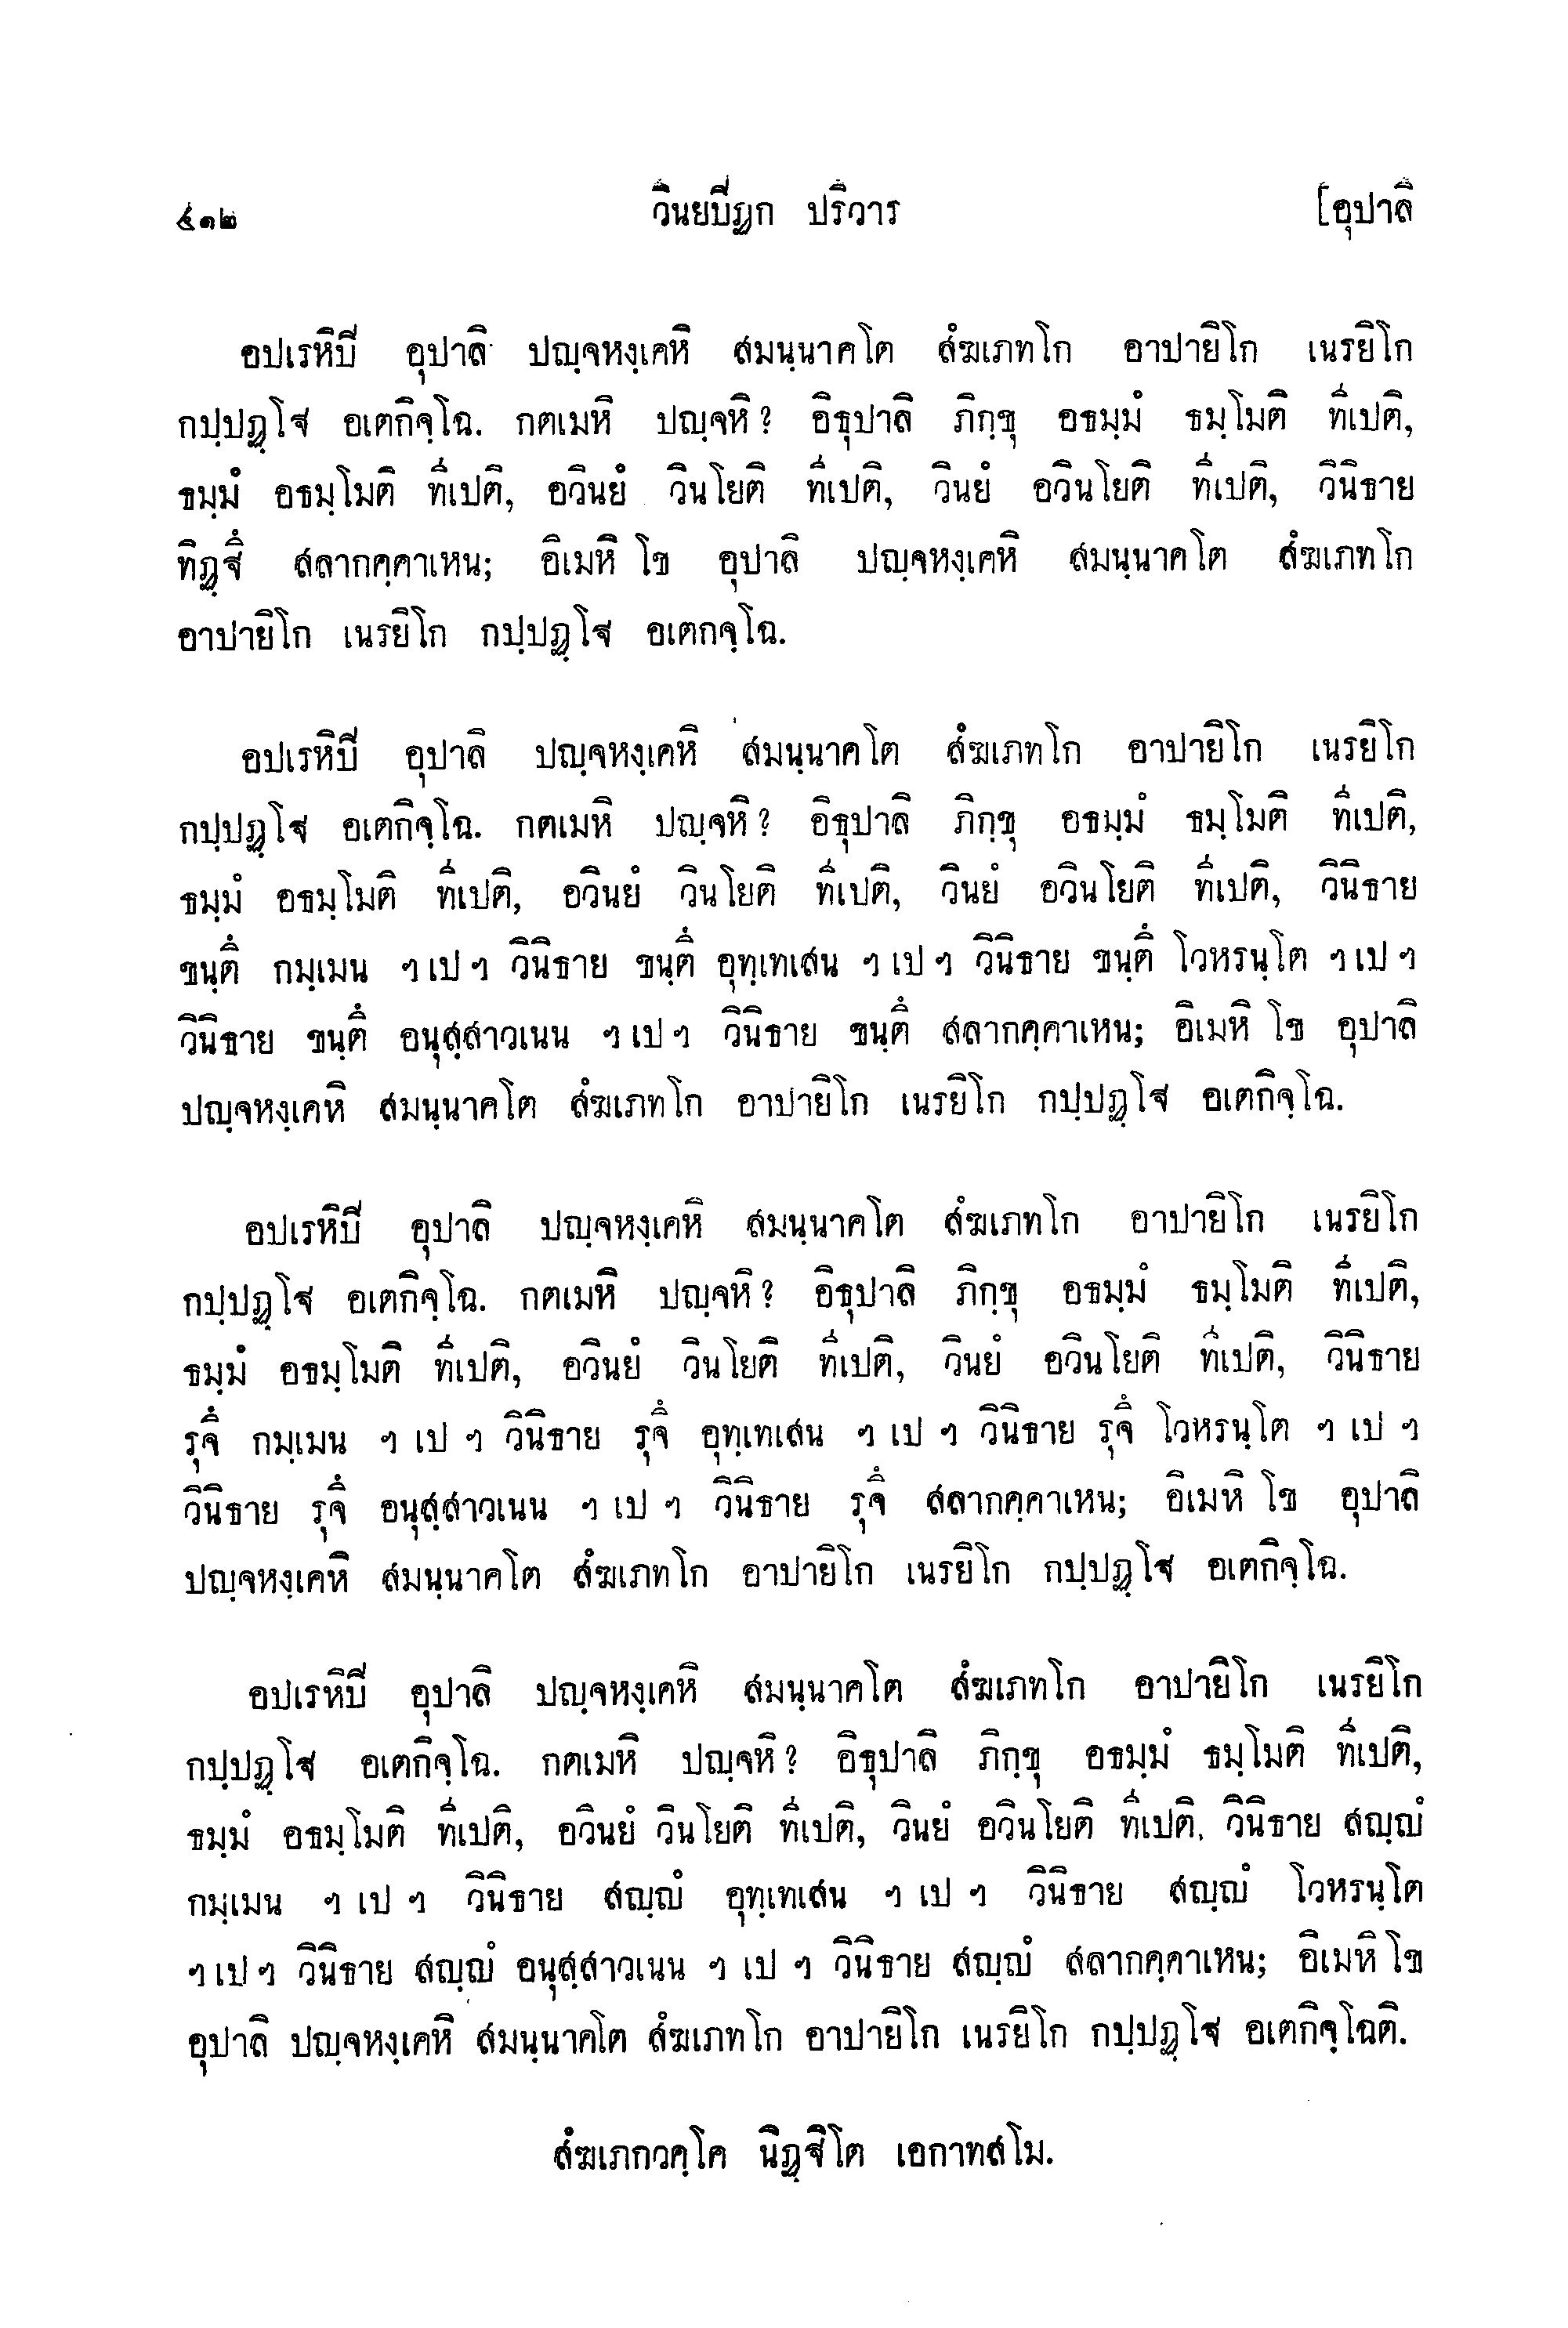 ๕๑๒ วินยปิฏก ปริวาร [อุปาลิ
อปเรหิปิ อุปาลิ ปญฺจหงฺเคหิ สมนฺนาคโต สํฆเภทโก อาปายิโก เนรยิโก
กปฺปฏฺโฐ อเตกิจฺโฉ. กตเมหิ ปญฺจหิ? อิธุปาลิ ภิกฺขุ อธมฺมํ ธมฺโมติ ทีเปติ,
ธมฺมํ อธมฺโมติ ทีเปติ, อวินยํ วินโยติ ทีเปติ, วินยํ อวินโยติ ทีเปติ, วินิธาย
ทิฏฺฐึ สลากคฺคาเหน; อิเมหิ โข อุปาลิ ปญฺจหงฺเคหิ สมนฺนาคโต สํฆเภทโก
อาปายิโก เนรยิโก กปฺปฏฺโฐ อเตกจฺโฉ.
อปเรหิปิ อุปาลิ ปญฺจหงฺเคหิ สมนฺนาคโต สํฆเภทโก อาปายิโก เนรยิโก
กปฺปฏฺโฐ อเตกิจฺโฉ. กตเมหิ ปญฺจหิ? อิธุปาลิ ภิกฺขุ อธมฺมํ ธมฺโมติ ทีเปติ,
ธมฺมํ อธมฺโมติ ทีเปติ, อวินยํ วินโยติ ทีเปติ, วินยํ อวินโยติ ทีเปติ, วินิธาย
ขนฺตึ กมฺเมน ฯ เป ฯ วินิธาย ขนฺตึ อุทฺเทเสน ฯ เป ฯ วินิธาย ขนฺตึ โวหรนฺโต ฯ เป ฯ
วินิธาย ขนฺตึ อนุสฺสาวเนน ฯ เป ฯ วินิธาย ขนฺตึ สลากคฺคาเหน; อิเมหิ โข อุปาลิ
ปญฺจหงฺเคหิ สมนฺนาคโต สํฆเภทโก อาปายิโก เนรยิโก กปฺปฏฺโฐ อเตกิจฺโฉ.
อปเรหิปิ อุปาลิ ปญฺจหงฺเคหิ สมนฺนาคโต สํฆเภทโก อาปายิโก เนรยิโก
กปฺปฏฺโฐ อเตกิจฺโฉ. กตเมหิ ปญฺจหิ? อิธุปาลิ ภิกฺขุ อธมฺมํ ธมฺโมติ ทีเปติ,
ธมฺมํ อธมฺโมติ ทีเปติ, อวินยํ วินโยติ ทีเปติ, วินยํ อวินโยติ ทีเปติ, วินิธาย
รุจึ กมฺเมน ฯ เป ฯ วินิธาย รุจึ อุทฺเทเสน ฯ เป ฯ วินิธาย รุจึ โวหรนฺโต ฯ เป ฯ
วินิธาย รุจึ อนุสฺสาวเนน ฯ เป ฯ วินิธาย รุจึ สลากคฺคาเหน; อิเมหิ โข อุปาลิ
ปญฺจหงฺเคหิ สมนฺนาคโต สํฆเภทโก อาปายิโก เนรยิโก กปฺปฏฺโฐ อเตกิจฺโฉ.
อปเรหิปิ อุปาลิ ปญฺจหงฺเคหิ สมนฺนาคโต สํฆเภทโก อาปายิโก เนรยิโก
กปฺปฏฺโฐ อเตกิจฺโฉ. กตเมหิ ปญฺจหิ? อิธุปาลิ ภิกฺขุ อธมฺมํ ธมฺโมติ ทีเปติ,
ธมฺมํ อธมฺโมติ ทีเปติ, อวินยํ วินโยติ ทีเปติ, วินยํ อวินโยติ ทีเปติ, วินิธาย สญฺญํ
กมฺเมน ฯ เป ฯ วินิธาย สญฺญํ อุทฺเทเสน ฯ เป ฯ วินิธาย สญฺญํ โวหรนฺโต
ฯ เป ฯ วินิธาย สญฺญํ อนุสฺสาวเนน ฯ เป ฯ วินิธาย สญฺญํ สลากคฺคาเหน; อิเมหิ โข
อุปาลิ ปญฺจหงฺเคหิ สมนฺนาคโต สํฆเภทโก อาปายิโก เนรยิโก กปฺปฏฺโฐ อเตกิจฺโฉติ.
สํฆเภกวคฺโค นิฏฺฐิโต เอกาทสโม.